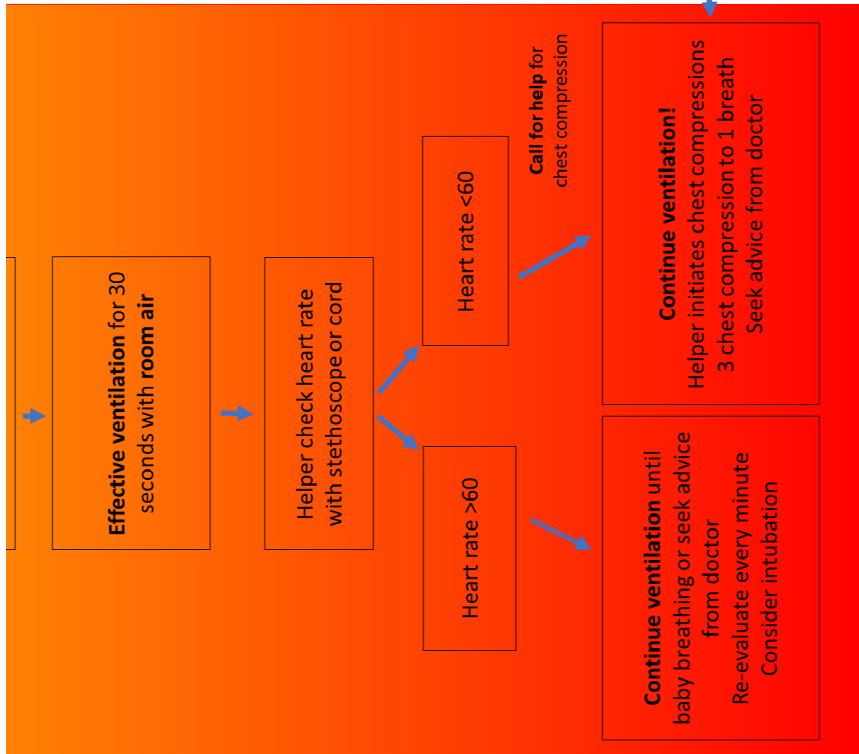 Effective ventilation for 30
seconds with room air
Helper check heart rate
with stethoscope or cord
Heart rate >60
Heart rate <60
Call for help for
chest compression
Continue ventilation until
baby breathing or seek advice
from doctor
Re-evaluate every minute
Consider intubation
Continue ventilation!
Helper initiates chest compressions
3 chest compression to 1 breath
Seek advice from doctor